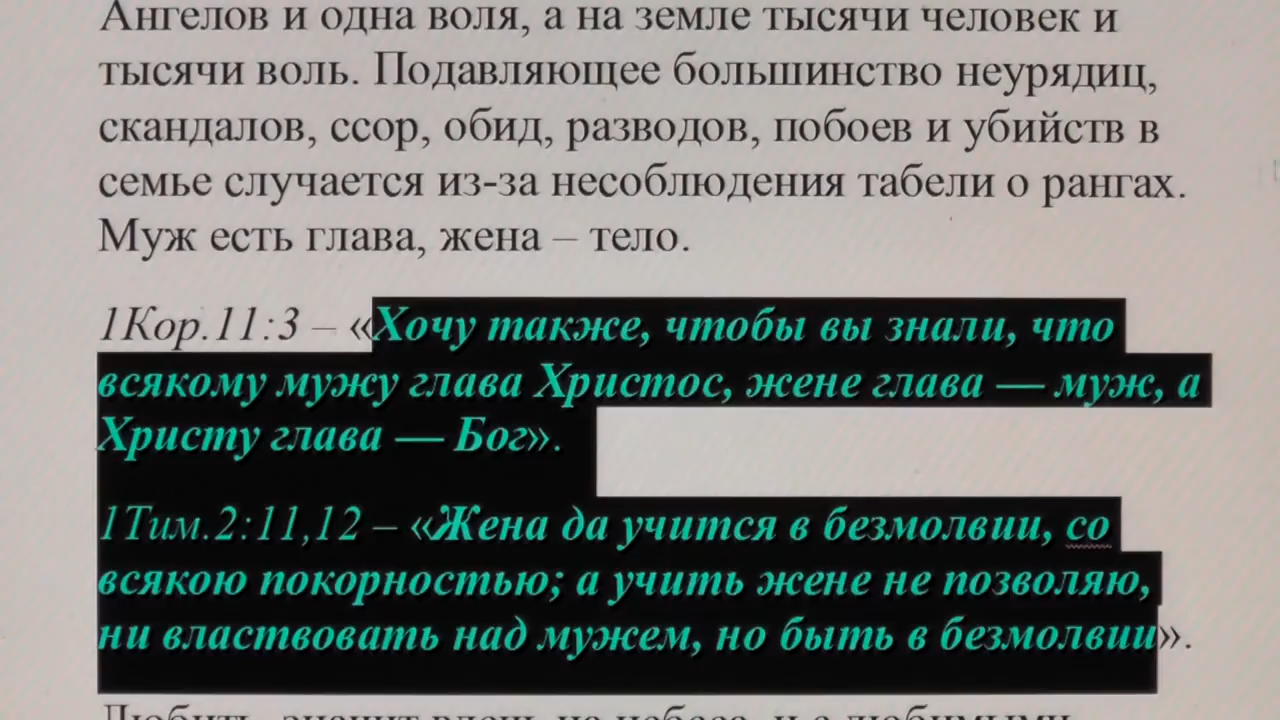 Ангелов и одна воля, а на земле тысячи человек и
тысячи воль. Подавляющее большинство неурядиц,
скандалов, ссор, обид, разводов, побоев и убийств в
семье случается из-за несоблюдения табели о рангах.
Муж есть глава, жена – тело.
1Кор.11:3 – «Хочу также, чтобы вы знали, что
всякому мужу глава Христос, жене глава — муж, а
Христу глава — Бог».
1Тим.2:11,12 – «Жена да учится в безмолвии, со
всякою покорностью; а учить жене не позволяю,
ни властвовать над мужем, но быть в безмолвии».